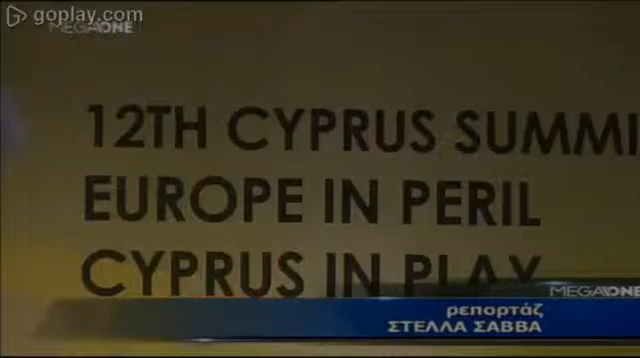 goplay.com
MEGAONE
12TH CYPRUS SUMMI
EUROPE IN PERIL
CYPRUS IN PLAY
MEGAONE
ρεπορτάζ
ΣΤΕΛΛΑ ΣΑΒΒΑ